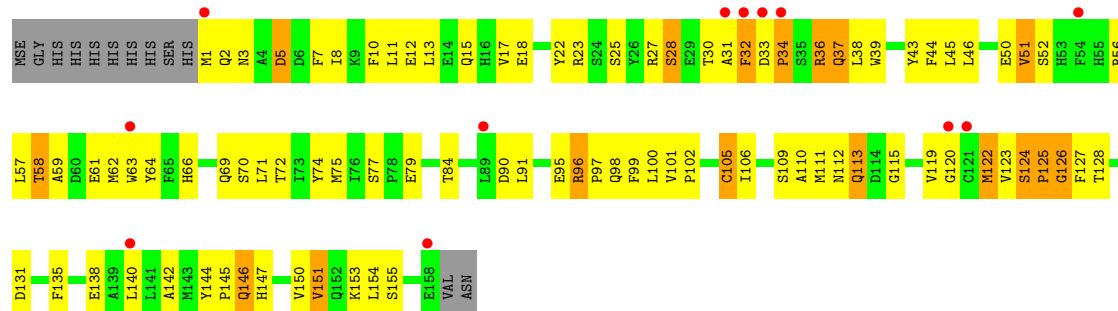 MSE GLY HIS HIS HIS HIS HIS HIS SER HIS M1 Q2 N3 A4 D5 D6 F7 I8 K9 F10 L11 E12 L13 E14 Q15 H16 V17 E18 Y22 R23 S24 S25 Y26 R27 S28 E29 T30 A31 F32 D33 P34 S35 R36 Q37 L38 W39 Y43 F44 L45 L46 E50 V51 S52 H53 F54 H55 R56
L57 T58 A59 D60 E61 M62 W63 Y64 F65 H66 Q69 S70 L71 T72 I73 Y74 M75 I76 S77 P78 E79 T84 L89 D90 L91 E95 R96 P97 Q98 F99 L100 V101 P102 C105 I106 S109 A110 M111 N112 Q113 D114 G115 V119 G120 C121 M122 V123 S124 P125 G126 F127 T128
D131 F135 E138 A139 L140 L141 A142 M143 Y144 P145 Q146 H147 V150 V151 Q152 K153 L154 S155 E158 VAL ASN